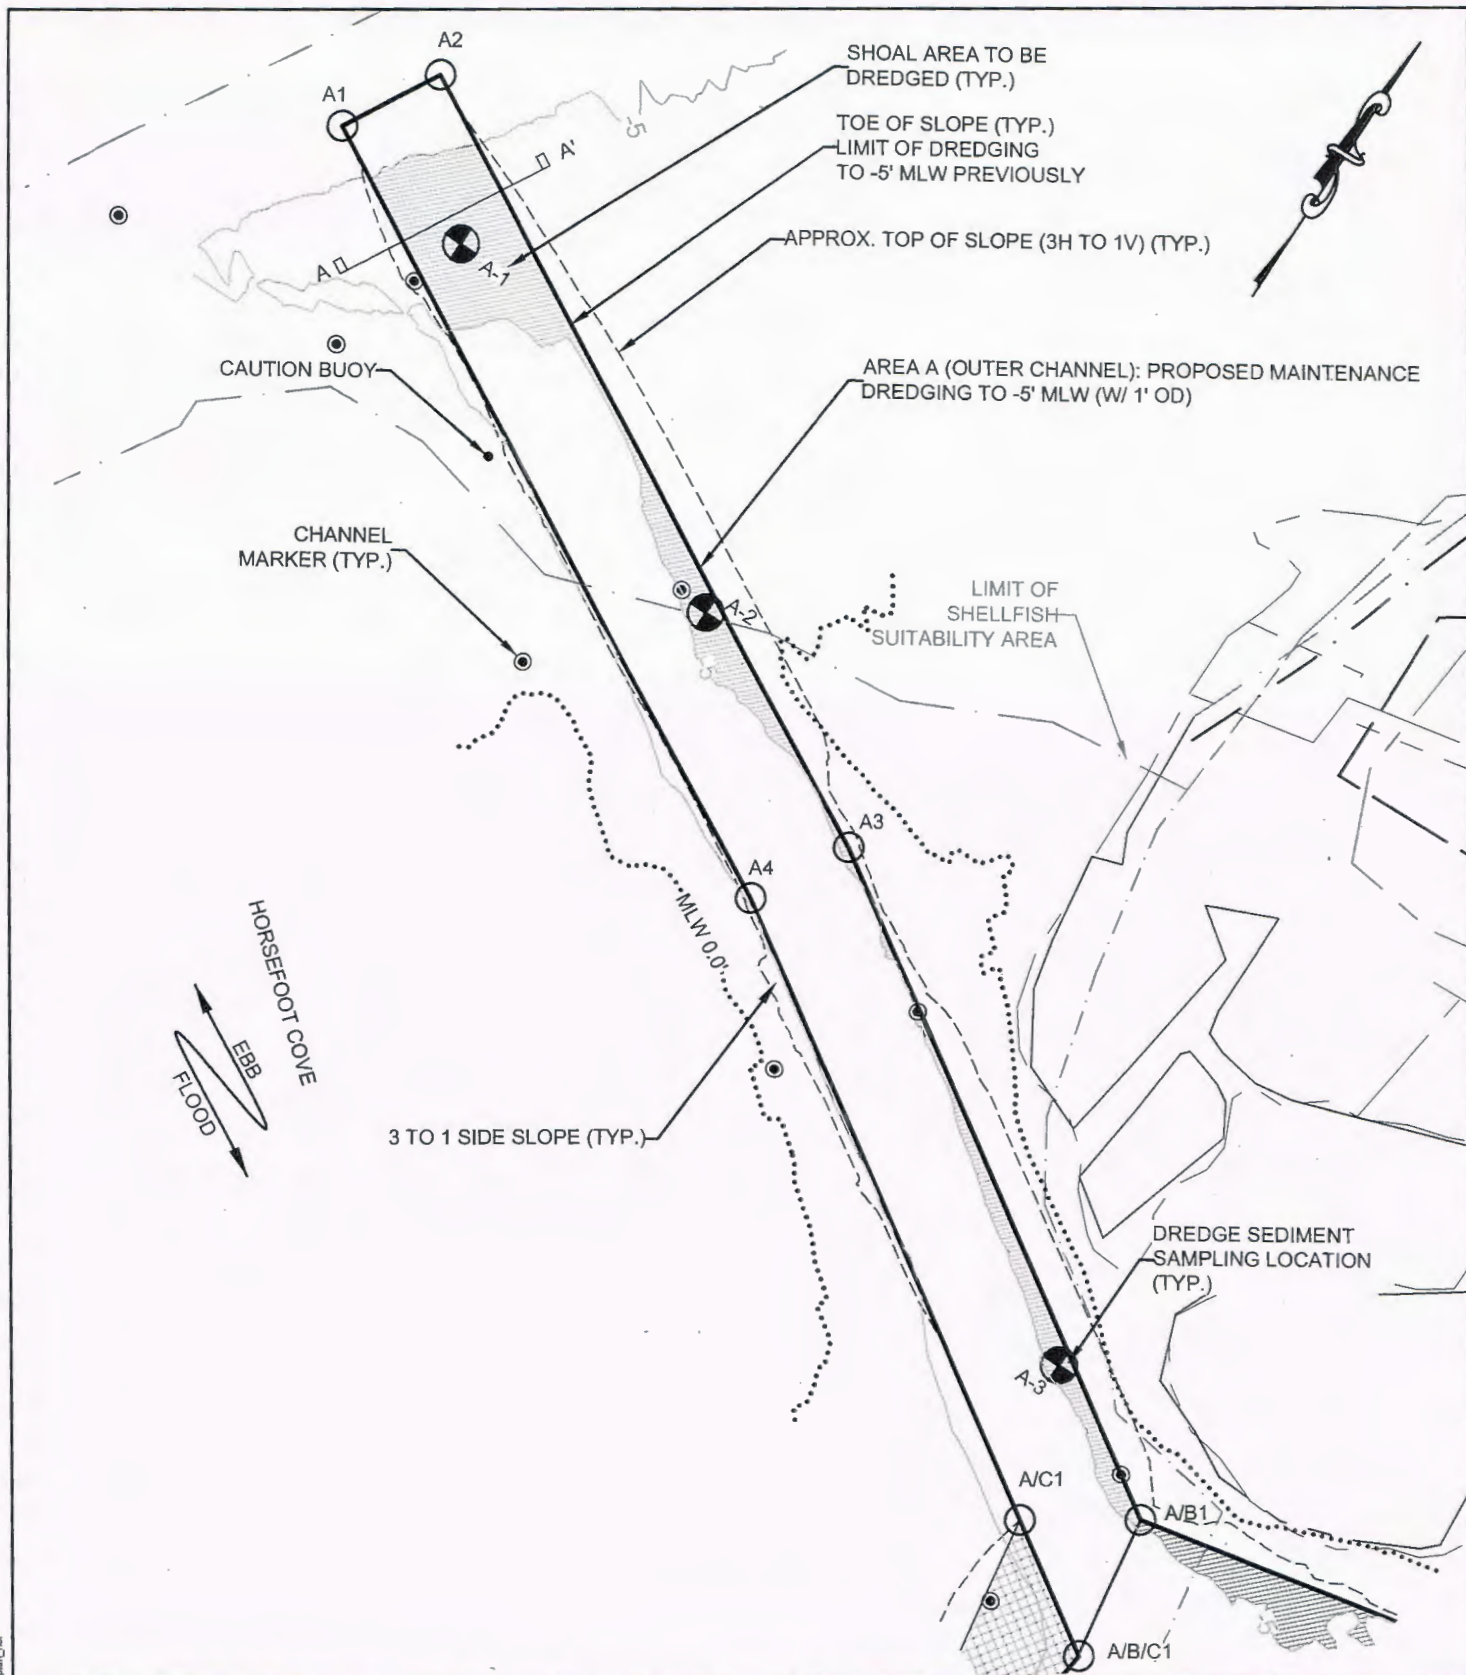 A2
A1
SHOAL AREA TO BE
DREDGED (TYP.)
TOE OF SLOPE (TYP.)
LIMIT OF DREDGING
TO -5' MLW PREVIOUSLY
-5
A'
APPROX. TOP OF SLOPE (3H TO 1V) (TYP.)
A
A-1
CAUTION BUOY
AREA A (OUTER CHANNEL): PROPOSED MAINTENANCE
DREDGING TO -5' MLW (W/ 1' OD)
CHANNEL
MARKER (TYP.)
LIMIT OF
SHELLFISH
SUITABILITY AREA
A-2
-5
A3
A4
MLW 0.0'
HORSEFOOT COVE
EBB
FLOOD
3 TO 1 SIDE SLOPE (TYP.)
DREDGE SEDIMENT
SAMPLING LOCATION
(TYP.)
A-3
A/C1
A/B1
-5
A/B/C1